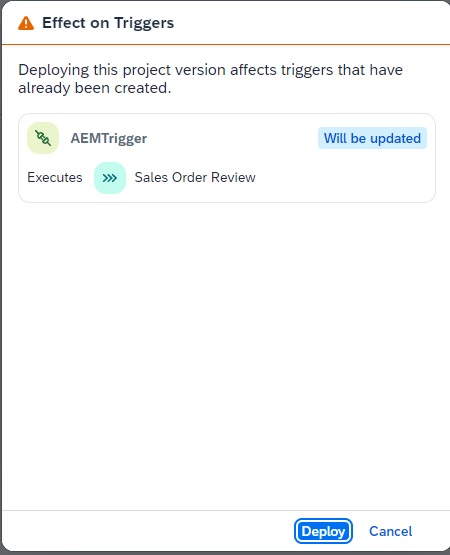 Effect on Triggers
Deploying this project version affects triggers that have
already been created.
AEMTrigger
Will be updated
Executes
Sales Order Review
Deploy
Cancel